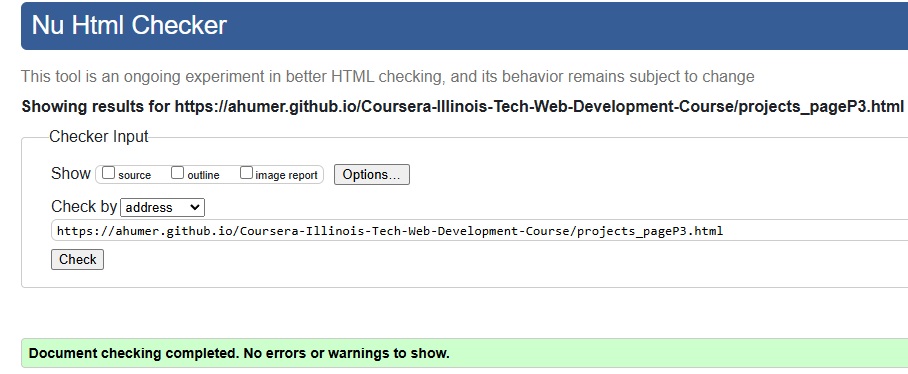 Nu Html Checker
This tool is an ongoing experiment in better HTML checking, and its behavior remains subject to change
Showing results for https://ahumer.github.io/Coursera-Illinois-Tech-Web-Development-Course/projects_pageP3.html
Checker Input
Show source outline image report Options...
Check by address
https://ahumer.github.io/Coursera-Illinois-Tech-Web-Development-Course/projects_pageP3.html
Check
Document checking completed. No errors or warnings to show.